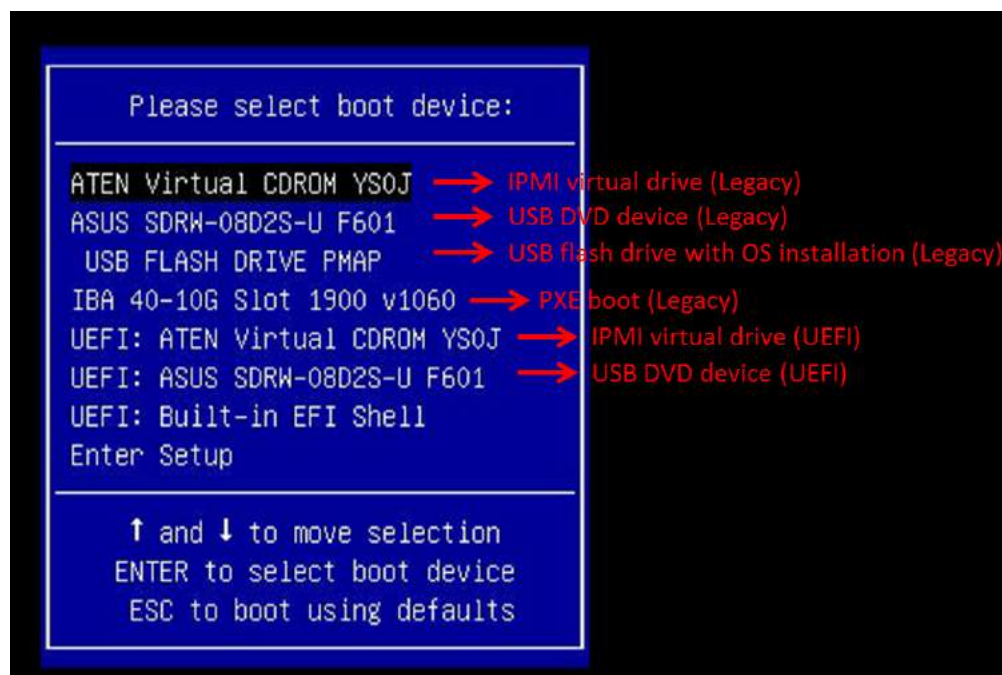 Please select boot device:
ATEN Virtual CDROM YS0J → IPMI virtual drive (Legacy)
ASUS SDRW-08D2S-U F601 → USB DVD device (Legacy)
USB FLASH DRIVE PMAP → USB flash drive with OS installation (Legacy)
IBA 40-10G Slot 1900 v1060 → PXE boot (Legacy)
UEFI: ATEN Virtual CDROM YS0J → IPMI virtual drive (UEFI)
UEFI: ASUS SDRW-08D2S-U F601 → USB DVD device (UEFI)
UEFI: Built-in EFI Shell
Enter Setup
↑ and ↓ to move selection
ENTER to select boot device
ESC to boot using defaults